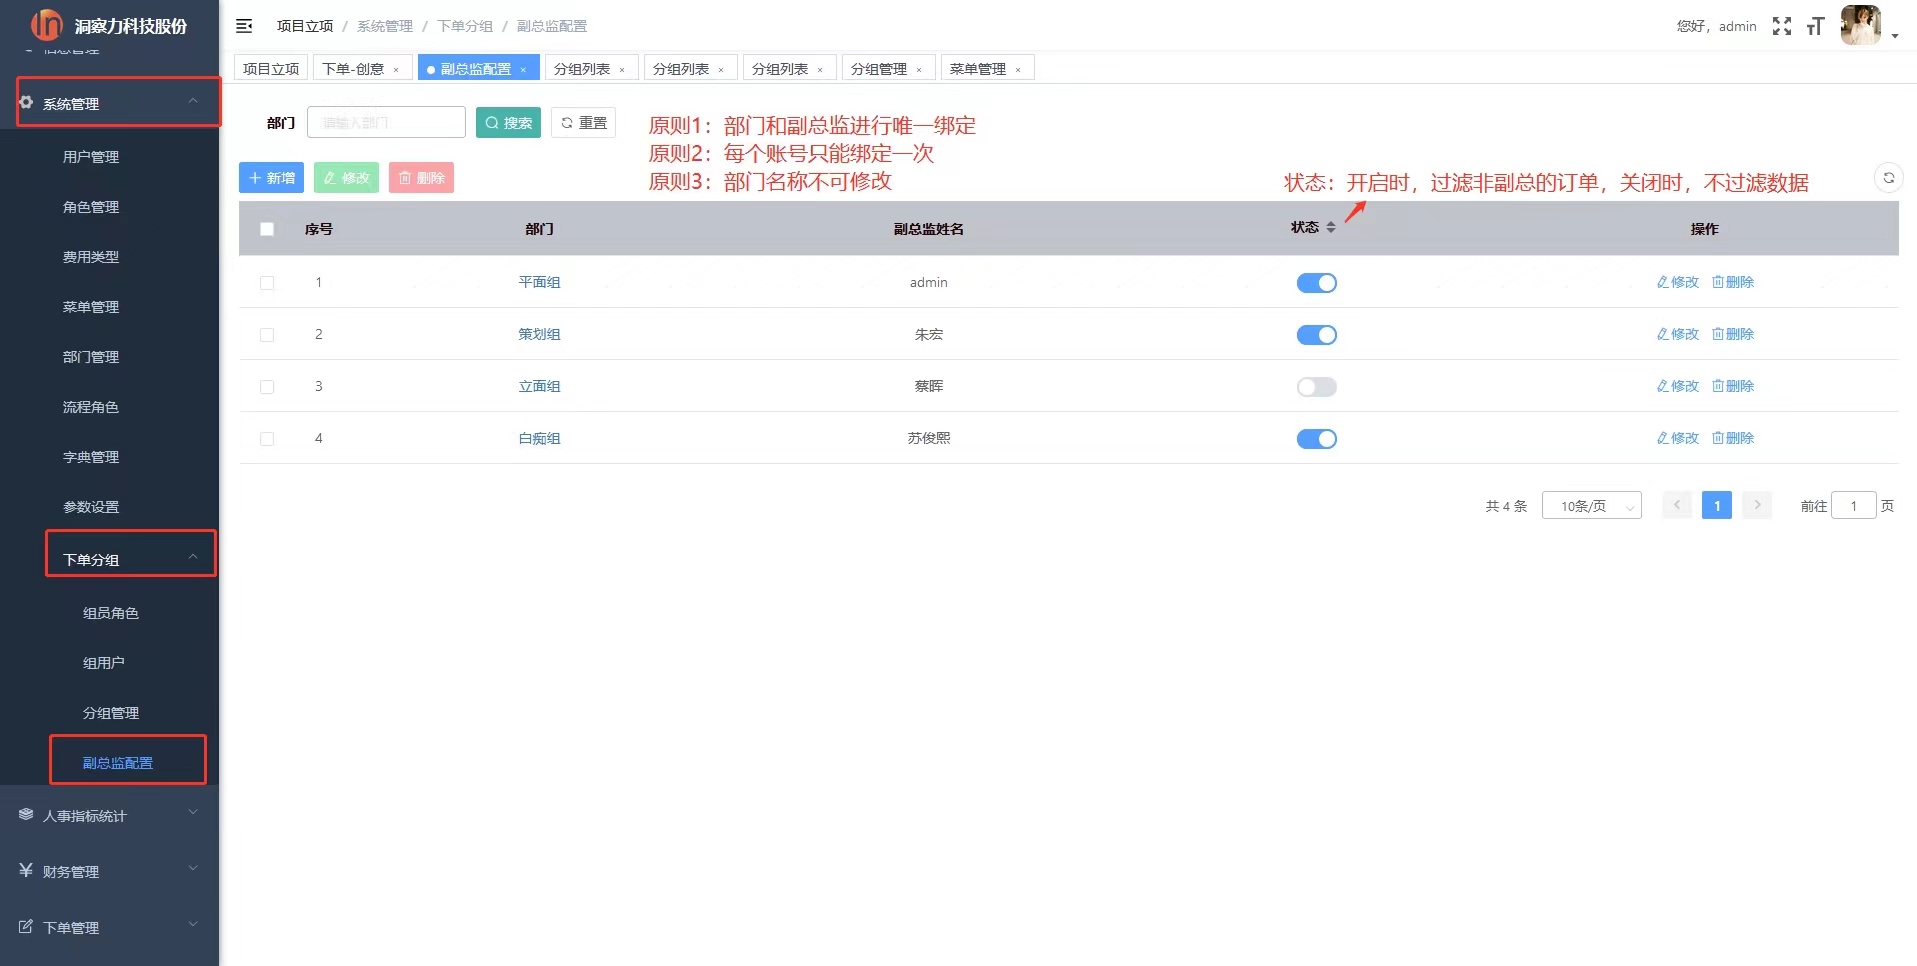 洞察力科技股份
信息管理
系统管理
用户管理
角色管理
费用类型
菜单管理
部门管理
流程角色
字典管理
参数设置
下单分组
组员角色
组用户
分组管理
副总监配置
人事指标统计
财务管理
下单管理
项目立项 / 系统管理 / 下单分组 / 副总监配置
您好，admin
项目立项 下单-创意 × 副总监配置 × 分组列表 × 分组列表 × 分组列表 × 分组管理 × 菜单管理 ×
部门 请输入部门 搜索 重置
原则1：部门和副总监进行唯一绑定
原则2：每个账号只能绑定一次
原则3：部门名称不可修改
+ 新增 修改 删除
状态：开启时，过滤非副总的订单，关闭时，不过滤数据
序号 部门 副总监姓名 状态 操作
1 平面组 admin 修改 删除
2 策划组 朱宏 修改 删除
3 立面组 蔡晖 修改 删除
4 白痴组 苏俊熙 修改 删除
共 4 条 10条/页 1 前往 1 页